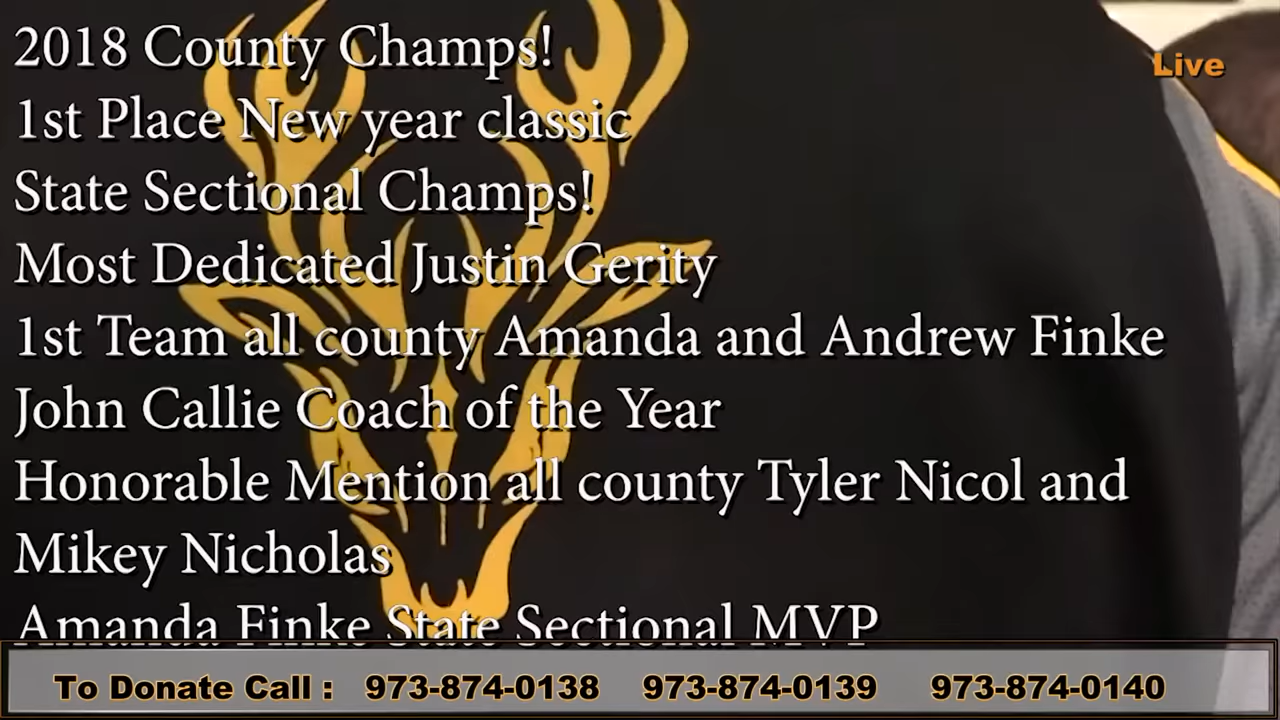 2018 County Champs!
Live
1st Place New year classic
State Sectional Champs!
Most Dedicated Justin Gerity
1st Team all county Amanda and Andrew Finke
John Callie Coach of the Year
Honorable Mention all county Tyler Nicol and
Mikey Nicholas
Amanda Finke State Sectional MVP
To Donate Call : 973-874-0138 973-874-0139 973-874-0140